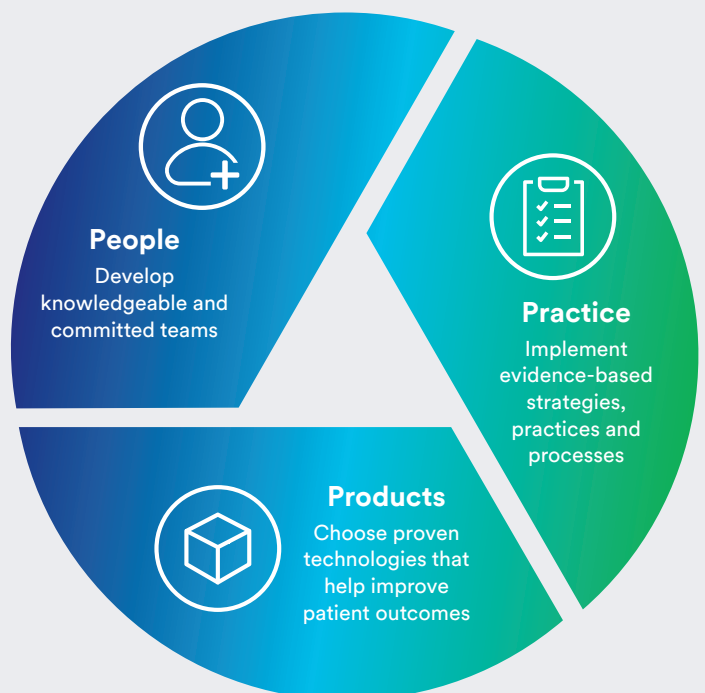 People
Develop
knowledgeable and
committed teams
Practice
Implement
evidence-based
strategies,
practices and
processes
Products
Choose proven
technologies that
help improve
patient outcomes